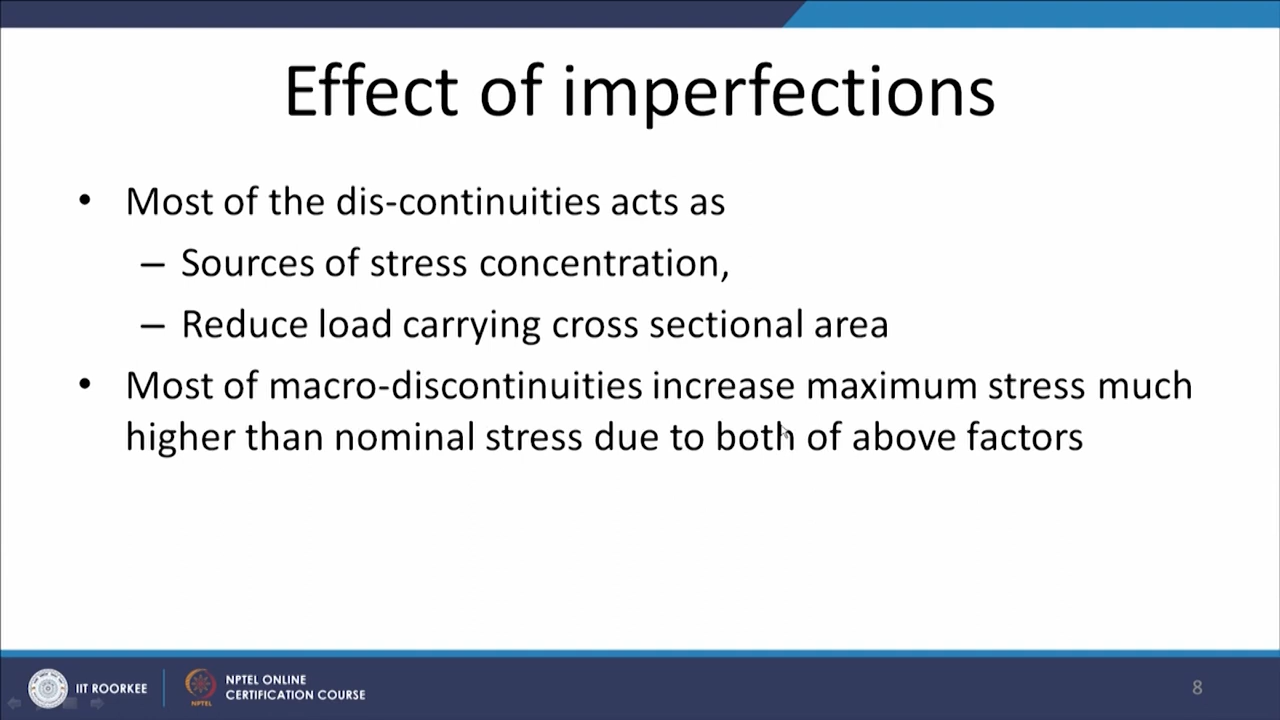 Effect of imperfections
• Most of the dis-continuities acts as
– Sources of stress concentration,
– Reduce load carrying cross sectional area
• Most of macro-discontinuities increase maximum stress much
higher than nominal stress due to both of above factors
IIT ROORKEE
NPTEL
NPTEL ONLINE
CERTIFICATION COURSE
8